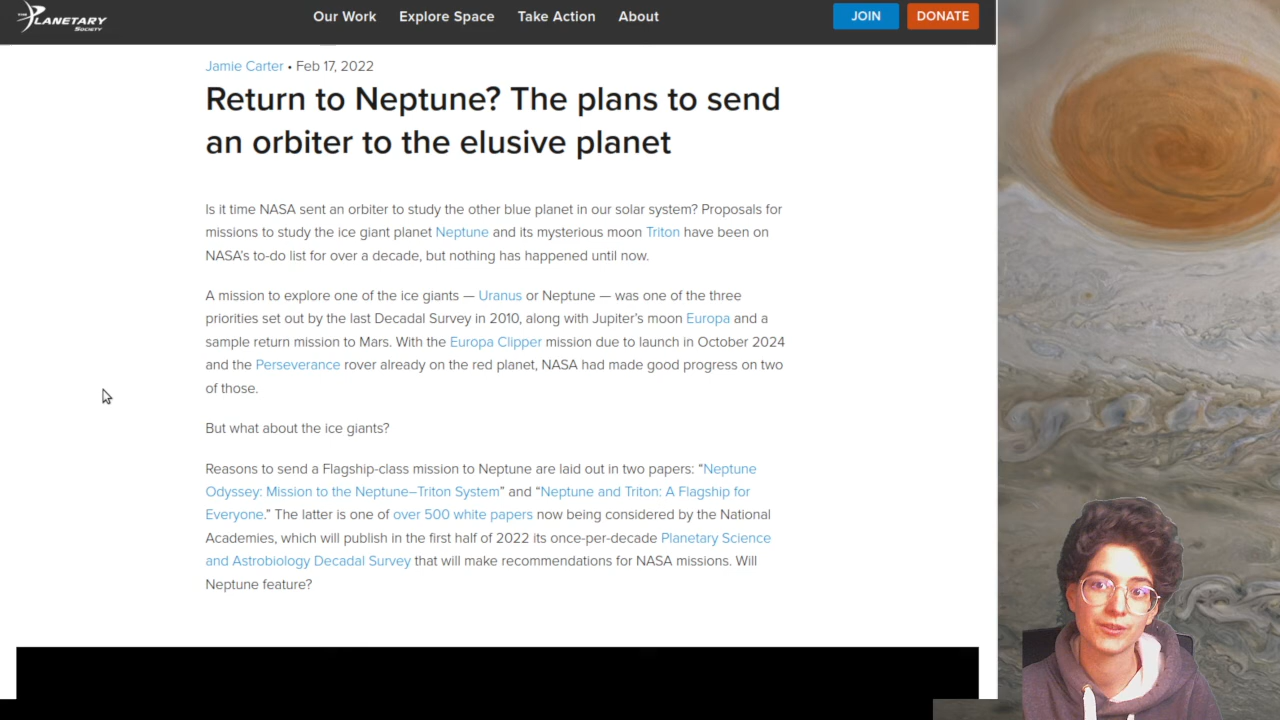 THE PLANETARY SOCIETY
Our Work Explore Space Take Action About JOIN DONATE
Jamie Carter • Feb 17, 2022
Return to Neptune? The plans to send
an orbiter to the elusive planet
Is it time NASA sent an orbiter to study the other blue planet in our solar system? Proposals for
missions to study the ice giant planet Neptune and its mysterious moon Triton have been on
NASA's to-do list for over a decade, but nothing has happened until now.
A mission to explore one of the ice giants — Uranus or Neptune — was one of the three
priorities set out by the last Decadal Survey in 2010, along with Jupiter's moon Europa and a
sample return mission to Mars. With the Europa Clipper mission due to launch in October 2024
and the Perseverance rover already on the red planet, NASA had made good progress on two
of those.
But what about the ice giants?
Reasons to send a Flagship-class mission to Neptune are laid out in two papers: “Neptune
Odyssey: Mission to the Neptune–Triton System” and “Neptune and Triton: A Flagship for
Everyone.” The latter is one of over 500 white papers now being considered by the National
Academies, which will publish in the first half of 2022 its once-per-decade Planetary Science
and Astrobiology Decadal Survey that will make recommendations for NASA missions. Will
Neptune feature?